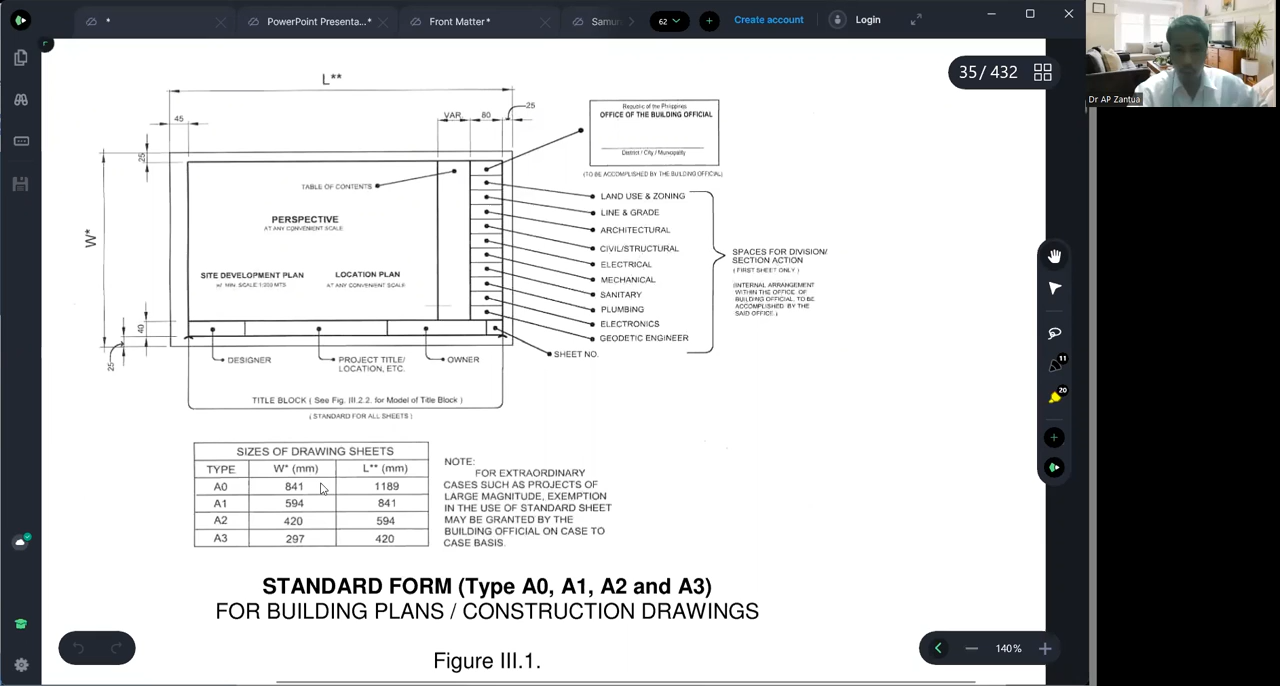 *
PowerPoint Presenta...*
Front Matter*
Samu
62
Create account
Login
35 / 432
Dr AP Zantua
L**
45
VAR.
80
25
25
W*
40
25
TABLE OF CONTENTS
PERSPECTIVE
AT ANY CONVENIENT SCALE
SITE DEVELOPMENT PLAN
w/ MIN. SCALE 1:200 MTS
LOCATION PLAN
AT ANY CONVENIENT SCALE
Republic of the Philippines
OFFICE OF THE BUILDING OFFICIAL
District / City / Municipality
(TO BE ACCOMPLISHED BY THE BUILDING OFFICIAL)
LAND USE & ZONING
LINE & GRADE
ARCHITECTURAL
CIVIL/STRUCTURAL
ELECTRICAL
MECHANICAL
SANITARY
PLUMBING
ELECTRONICS
GEODETIC ENGINEER
SHEET NO.
SPACES FOR DIVISION/
SECTION ACTION
( FIRST SHEET ONLY )
(INTERNAL ARRANGEMENT
WITHIN THE OFFICE OF
BUILDING OFFICIAL, TO BE
ACCOMPLISHED BY THE
SAID OFFICE.)
DESIGNER
PROJECT TITLE/
LOCATION, ETC.
OWNER
TITLE BLOCK ( See Fig. III.2.2. for Model of Title Block )
( STANDARD FOR ALL SHEETS )
SIZES OF DRAWING SHEETS
TYPE W* (mm) L** (mm)
A0 841 1189
A1 594 841
A2 420 594
A3 297 420
NOTE:
FOR EXTRAORDINARY
CASES SUCH AS PROJECTS OF
LARGE MAGNITUDE, EXEMPTION
IN THE USE OF STANDARD SHEET
MAY BE GRANTED BY THE
BUILDING OFFICIAL ON CASE TO
CASE BASIS.
STANDARD FORM (Type A0, A1, A2 and A3)
FOR BUILDING PLANS / CONSTRUCTION DRAWINGS
Figure III.1.
11
20
140%